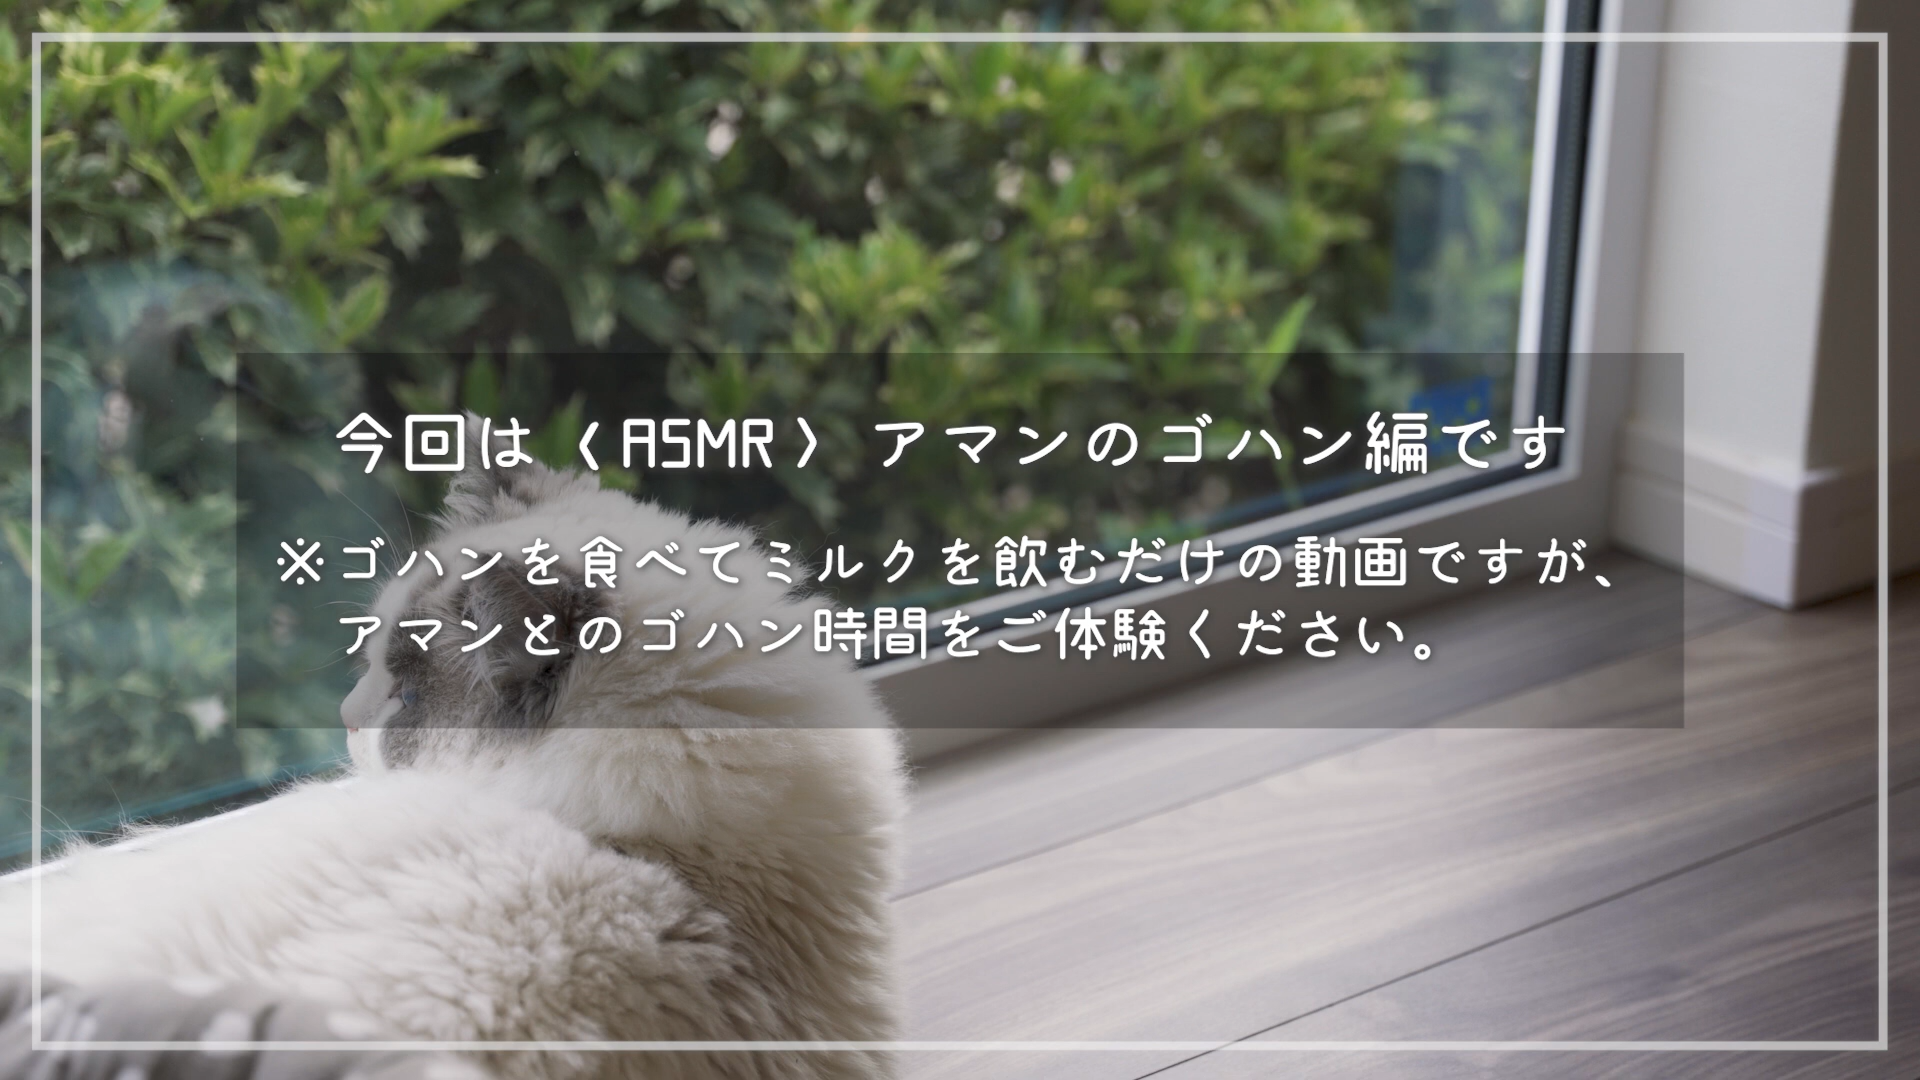 今回は〈ASMR〉アマンのゴハン編です
※ゴハンを食べてミルクを飲むだけの動画ですが、
アマンとのゴハン時間をご体験ください。